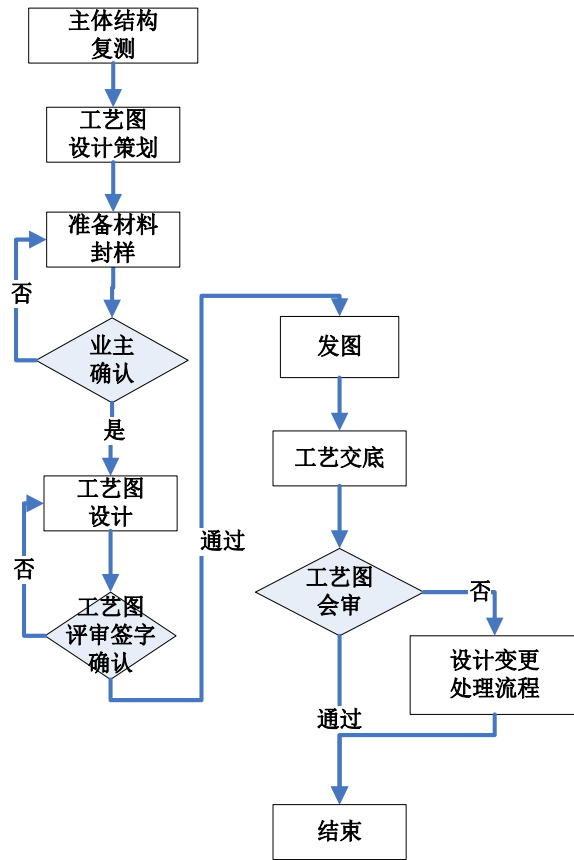 主体结构
复测
工艺图
设计策划
准备材料
封样
否
业主
确认
是
工艺图
设计
否
工艺图
评审签字
确认
通过
发图
工艺交底
工艺图
会审
否
设计变更
处理流程
通过
结束